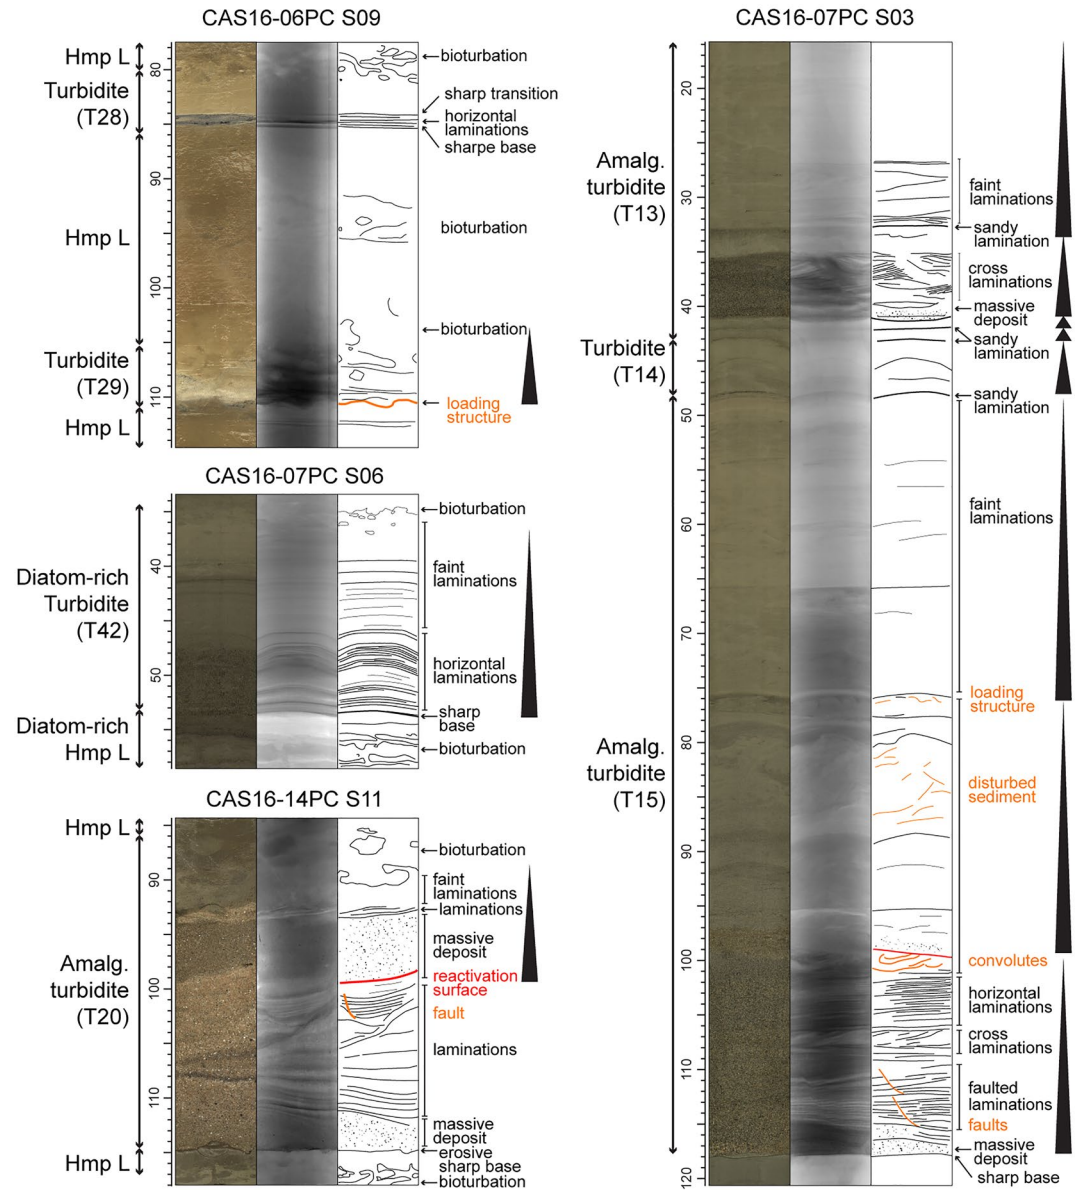 CAS16-06PC S09
Hmp L
Turbidite
(T28)
Hmp L
Turbidite
(T29)
Hmp L
80
90
100
110
bioturbation
sharp transition
horizontal
laminations
sharpe base
bioturbation
bioturbation
loading
structure
CAS16-07PC S06
Diatom-rich
Turbidite
(T42)
Diatom-rich
Hmp L
40
50
bioturbation
faint
laminations
horizontal
laminations
sharp
base
bioturbation
CAS16-14PC S11
Hmp L
Amalg.
turbidite
(T20)
Hmp L
90
100
110
bioturbation
faint
laminations
laminations
massive
deposit
reactivation
surface
fault
laminations
massive
deposit
erosive
sharp base
bioturbation
CAS16-07PC S03
Amalg.
turbidite
(T13)
Turbidite
(T14)
Amalg.
turbidite
(T15)
20
30
40
50
60
70
80
90
100
110
120
faint
laminations
sandy
lamination
cross
laminations
massive
deposit
sandy
lamination
sandy
lamination
faint
laminations
loading
structure
disturbed
sediment
convolutes
horizontal
laminations
cross
laminations
faulted
laminations
faults
massive
deposit
sharp base